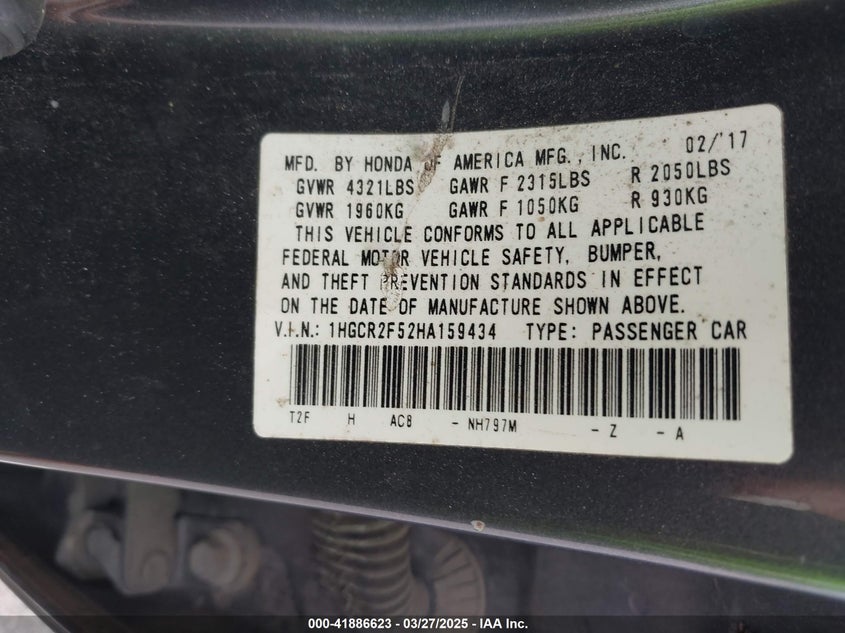 MFD. BY HONDA OF AMERICA MFG., INC. 02/'17
GVWR 4321LBS GAWR F 2315LBS R 2050LBS
GVWR 1960KG GAWR F 1050KG R 930KG
THIS VEHICLE CONFORMS TO ALL APPLICABLE
FEDERAL MOTOR VEHICLE SAFETY, BUMPER,
AND THEFT PREVENTION STANDARDS IN EFFECT
ON THE DATE OF MANUFACTURE SHOWN ABOVE.
V.I.N.: 1HGCR2F52HA159434 TYPE: PASSENGER CAR
T2F H AC8 - NH797M - Z - A
000-41886623 — 03/27/2025 — IAA Inc.